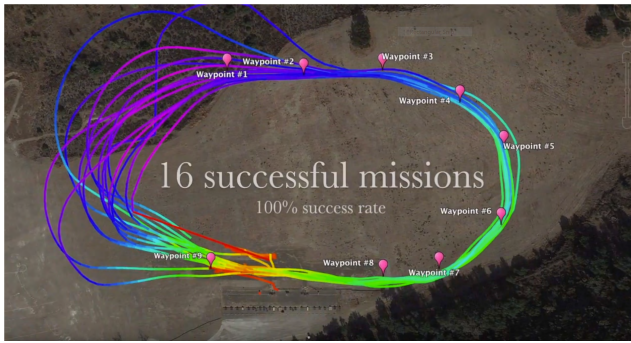 Waypoint #3
Waypoint #2
Waypoint #1
Waypoint #4
Waypoint #5
16 successful missions
100% success rate
Waypoint #6
Waypoint #9
Waypoint #8
Waypoint #7